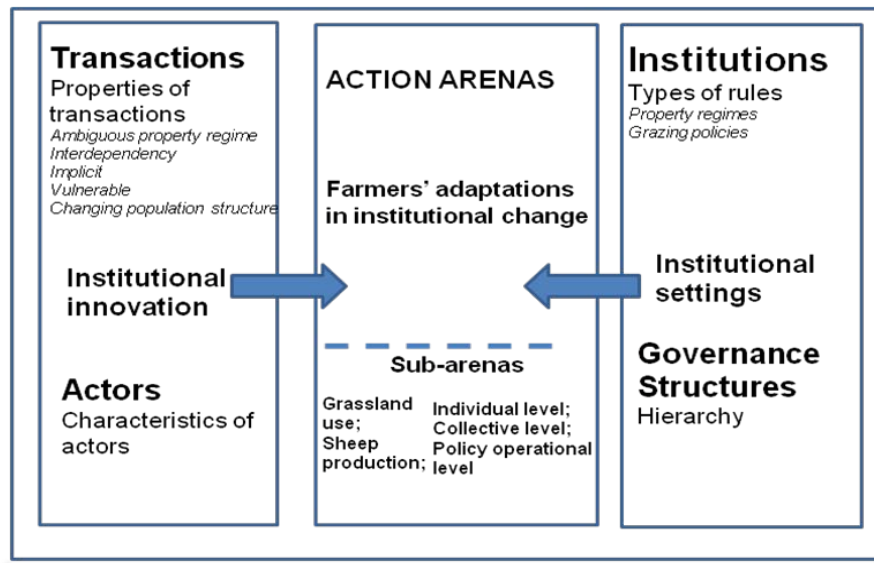 Transactions
Properties of
transactions
Ambiguous property regime
Interdependency
Implicit
Vulnerable
Changing population structure
Institutional
innovation
Actors
Characteristics of
actors
ACTION ARENAS
Farmers' adaptations
in institutional change
Sub-arenas
Grassland
use;
Sheep
production;
Individual level;
Collective level;
Policy operational
level
Institutions
Types of rules
Property regimes
Grazing policies
Institutional
settings
Governance
Structures
Hierarchy